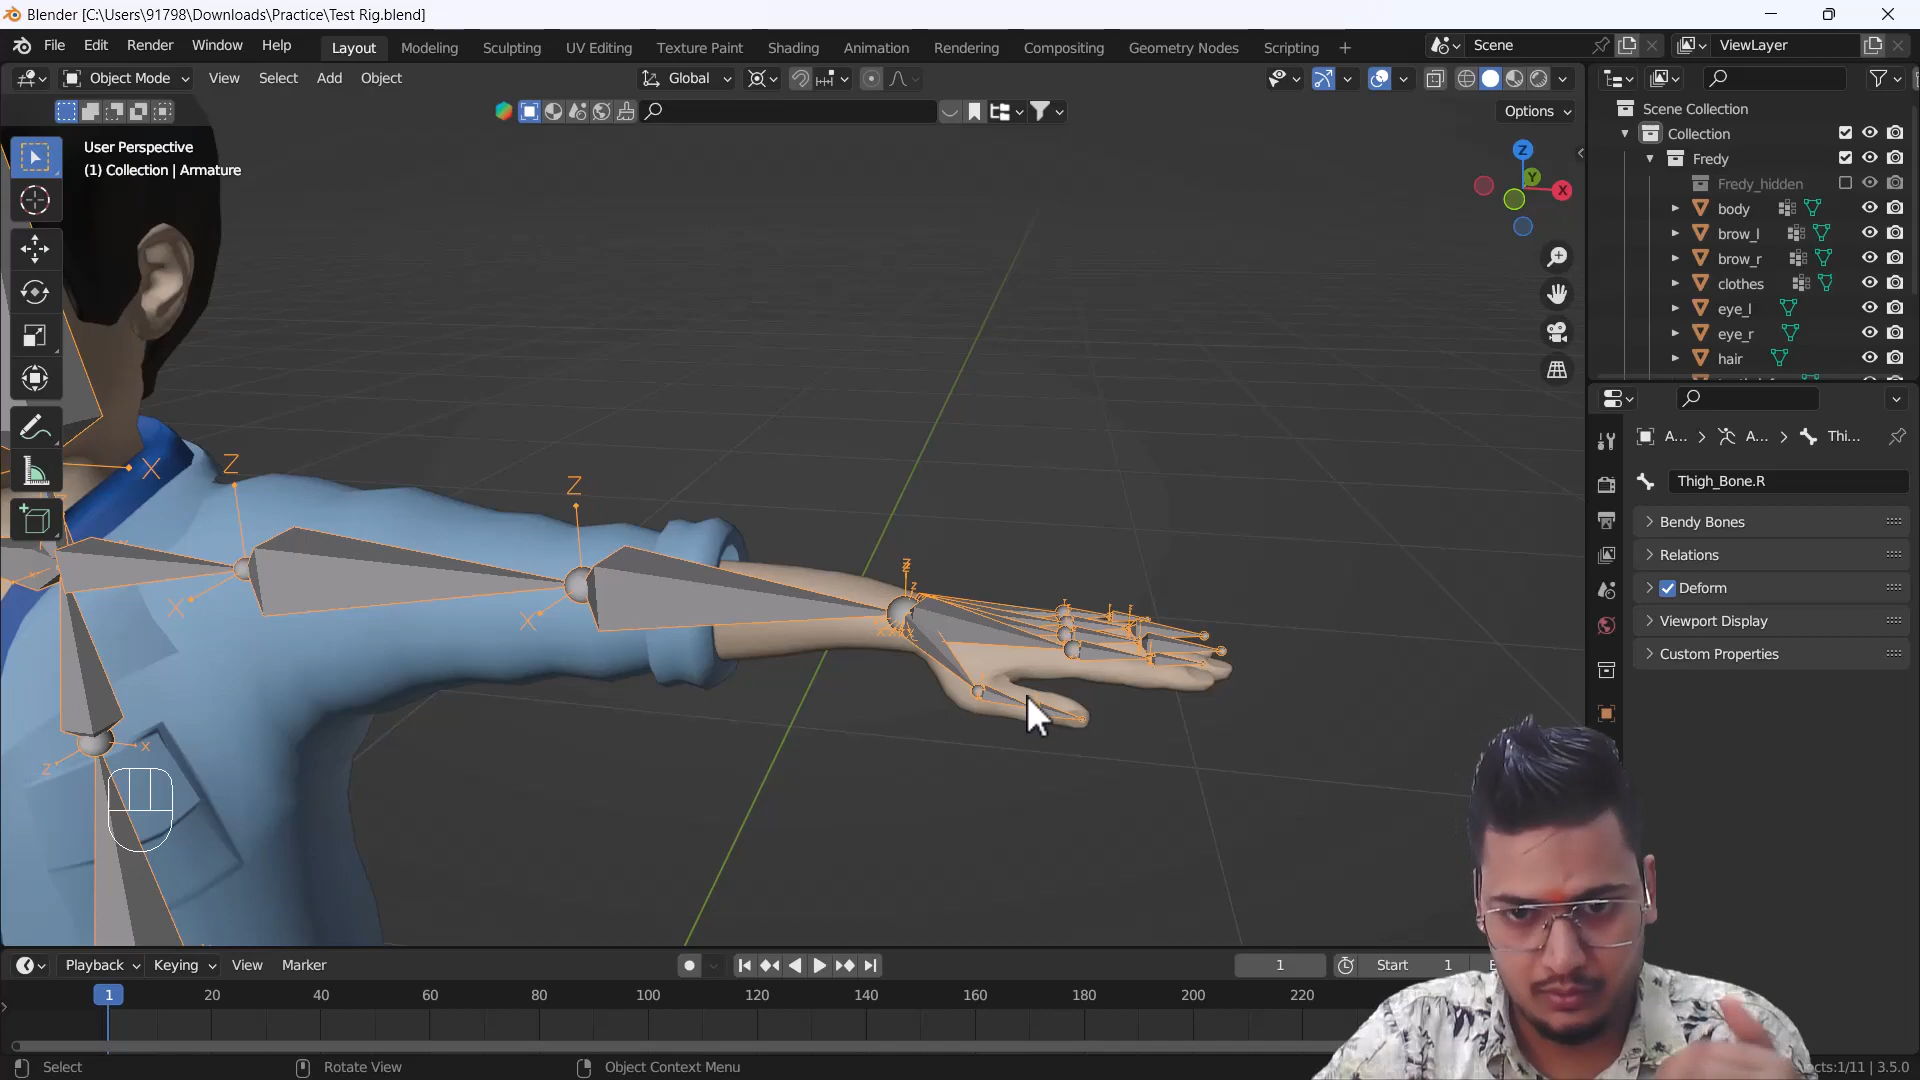 Blender [C:\Users\91798\Downloads\Practice\Test Rig.blend]
File Edit Render Window Help Layout Modeling Sculpting UV Editing Texture Paint Shading Animation Rendering Compositing Geometry Nodes Scripting + Scene ViewLayer
Object Mode View Select Add Object Global
Options
User Perspective
(1) Collection | Armature
Z
Y
X
Scene Collection
Collection
Fredy
Fredy_hidden
body
brow_l
brow_r
clothes
eye_l
eye_r
hair
A... A... Thi...
Thigh_Bone.R
Bendy Bones
Relations
Deform
Viewport Display
Custom Properties
X
Z
Z
X
X
Z
X
Z
Playback Keying View Marker 1 Start 1
1 20 40 60 80 100 120 140 160 180 200 220
Select Rotate View Object Context Menu cts:1/11 | 3.5.0